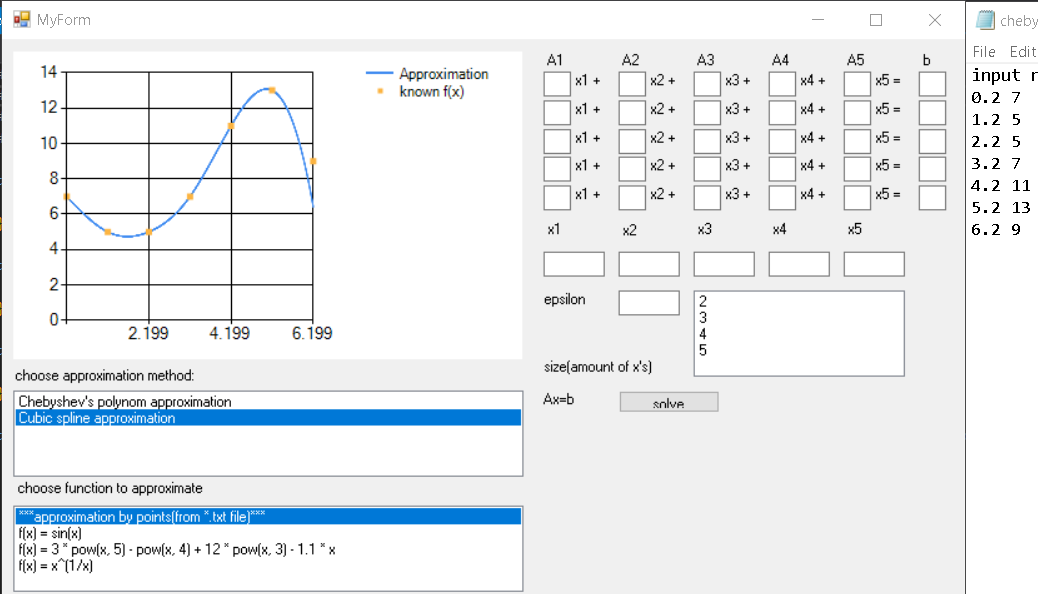 MyForm
14
12
10
8
6
4
2
0
2.199 4.199 6.199
Approximation
known f(x)
choose approximation method:
Chebyshev's polynom approximation
Cubic spline approximation
choose function to approximate
***approximation by points(from *.txt file)***
f(x) = sin(x)
f(x) = 3 * pow(x, 5) - pow(x, 4) + 12 * pow(x, 3) - 1.1 * x
f(x) = x^(1/x)
A1 A2 A3 A4 A5 b
x1 + x2 + x3 + x4 + x5 =
x1 + x2 + x3 + x4 + x5 =
x1 + x2 + x3 + x4 + x5 =
x1 + x2 + x3 + x4 + x5 =
x1 + x2 + x3 + x4 + x5 =
x1 x2 x3 x4 x5
epsilon
2
3
4
5
size(amount of x's)
Ax=b
solve
cheby
File Edit
input r
0.2 7
1.2 5
2.2 5
3.2 7
4.2 11
5.2 13
6.2 9